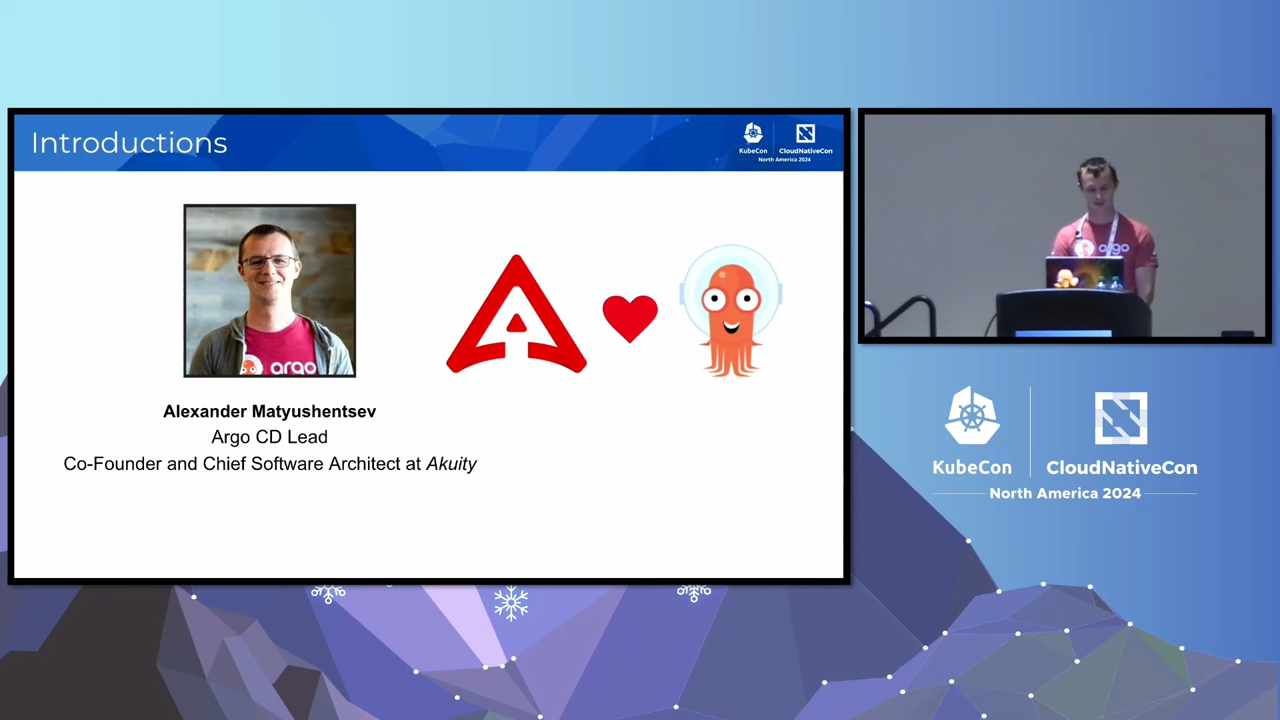 Introductions
KubeCon
CloudNativeCon
North America 2024
argo
Alexander Matyushentsev
Argo CD Lead
Co-Founder and Chief Software Architect at Akuity
argo
KubeCon
CloudNativeCon
North America 2024